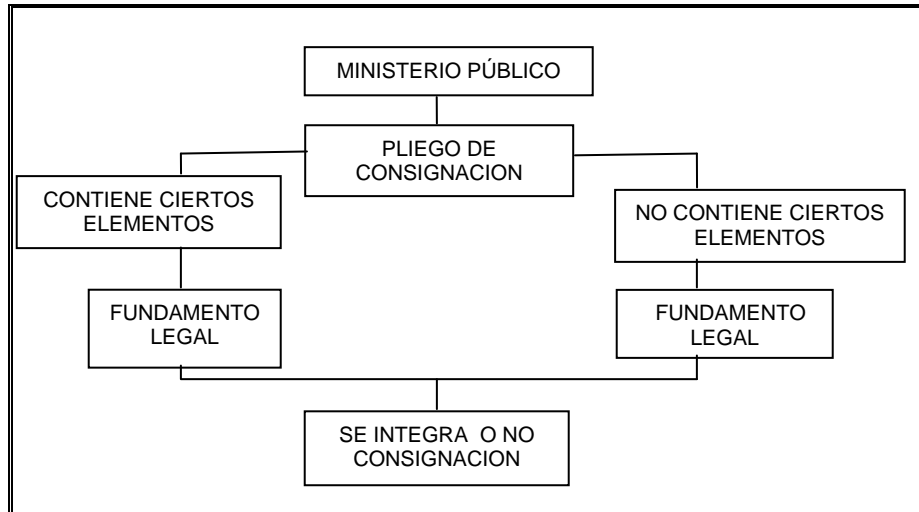 MINISTERIO PÚBLICO
PLIEGO DE
CONSIGNACION
CONTIENE CIERTOS
ELEMENTOS
NO CONTIENE CIERTOS
ELEMENTOS
FUNDAMENTO
LEGAL
FUNDAMENTO
LEGAL
SE INTEGRA O NO
CONSIGNACION